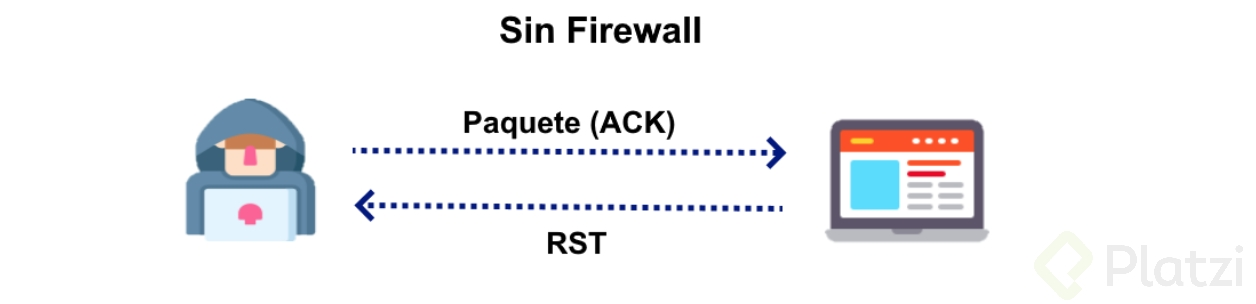 Sin Firewall
Paquete (ACK)
RST
Platzi